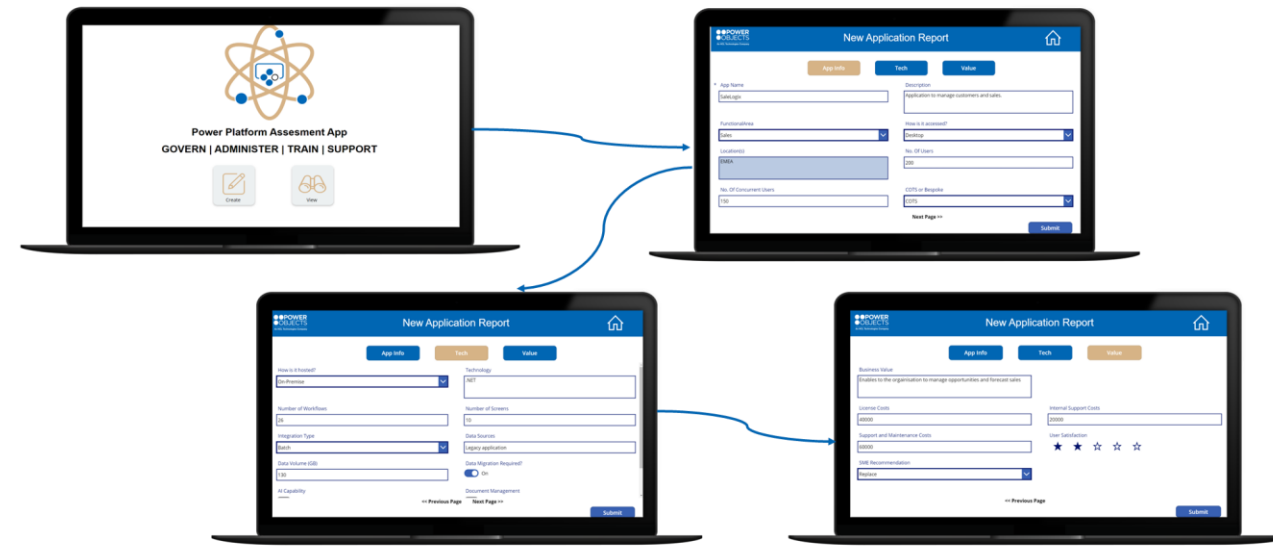 Power Platform Assesment App
GOVERN | ADMINISTER | TRAIN | SUPPORT
Create
View
POWER
OBJECTS
New Application Report
App Info
Tech
Value
* App Name
Description
SaleLogix
Application to manage customers and sales.
FunctionalArea
How is it accessed?
Sales
Desktop
Location(s)
No. Of Users
EMEA
200
No. Of Concurrent Users
COTS or Bespoke
150
COTS
Next Page >>
Submit
POWER
OBJECTS
New Application Report
App Info
Tech
Value
How is it hosted?
Technology
On-Premise
.NET
Number of Workflows
Number of Screens
26
10
Integration Type
Data Sources
Batch
Legacy application
Data Volume (GB)
Data Migration Required?
130
On
AI Capability
Document Management
<< Previous Page
Next Page >>
Submit
POWER
OBJECTS
New Application Report
App Info
Tech
Value
Business Value
Enables to the organisation to manage opportunities and forecast sales
License Costs
Internal Support Costs
40000
20000
Support and Maintenance Costs
User Satisfaction
60000
SME Recommendation
Replace
<< Previous Page
Submit